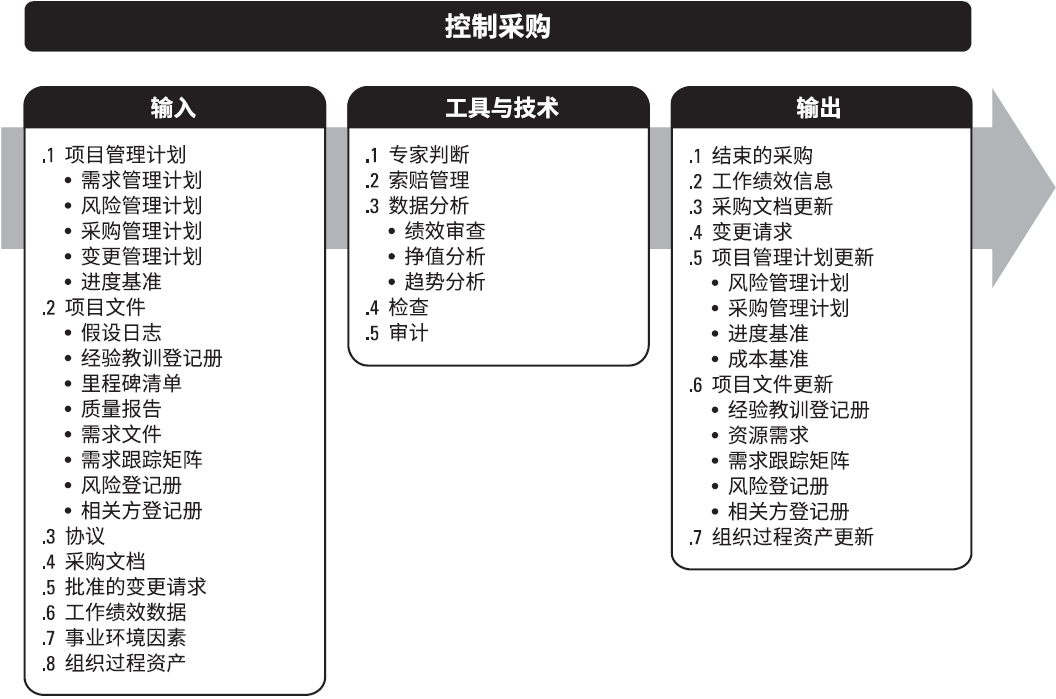 控制采购
输入
.1 项目管理计划
• 需求管理计划
• 风险管理计划
• 采购管理计划
• 变更管理计划
• 进度基准
.2 项目文件
• 假设日志
• 经验教训登记册
• 里程碑清单
• 质量报告
• 需求文件
• 需求跟踪矩阵
• 风险登记册
• 相关方登记册
.3 协议
.4 采购文档
.5 批准的变更请求
.6 工作绩效数据
.7 事业环境因素
.8 组织过程资产
工具与技术
.1 专家判断
.2 索赔管理
.3 数据分析
• 绩效审查
• 挣值分析
• 趋势分析
.4 检查
.5 审计
输出
.1 结束的采购
.2 工作绩效信息
.3 采购文档更新
.4 变更请求
.5 项目管理计划更新
• 风险管理计划
• 采购管理计划
• 进度基准
• 成本基准
.6 项目文件更新
• 经验教训登记册
• 资源需求
• 需求跟踪矩阵
• 风险登记册
• 相关方登记册
.7 组织过程资产更新